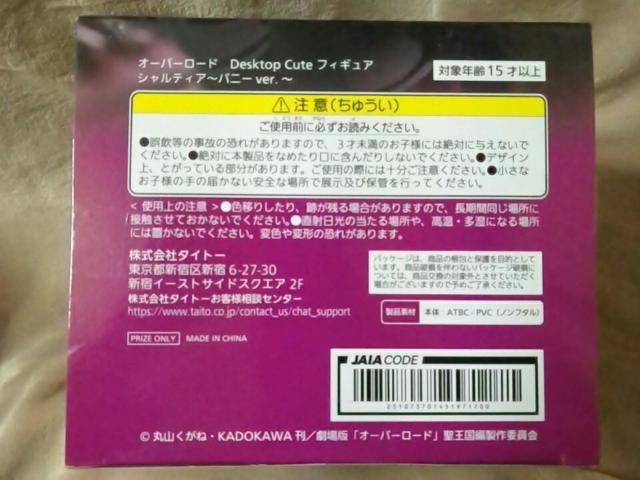 オーバーロード Desktop Cute フィギュア
シャルティア～バニー ver. ～
対象年齢15才以上
⚠注意(ちゅうい)
ご使用前に必ずお読みください。
●誤飲等の事故の恐れがありますので、3才未満のお子様には絶対に与えないで
ください。●絶対に本製品をなめたり口に含んだりしないでください。●デザイン
上、とがっている部分があります。ご使用の際には十分ご注意ください。●小さな
お子様の手の届かない安全な場所で展示及び保管を行ってください。
<使用上の注意>●色移りしたり、跡が残る場合がありますので、長期間同じ場所に
接触させておかないでください。●直射日光の当たる場所や、高温・多湿になる場所
には置かないでください。変色や変形の恐れがあります。
株式会社タイトー
東京都新宿区新宿 6-27-30
新宿イーストサイドスクエア 2F
株式会社タイトーお客様相談センター
https://www.taito.co.jp/contact_us/chat_support
パッケージは、商品の梱包と保護を目的として
います。商品破損を伴わないパッケージ破損に
ついては、商品交換の対象外とさせていただく
場合がございますので予めご了承ください。
製品素材 本体:ATBC-PVC(ノンフタル)
PRIZE ONLY MADE IN CHINA
JAIA CODE
©丸山くがね・KADOKAWA 刊/劇場版「オーバーロード」聖王国編製作委員会